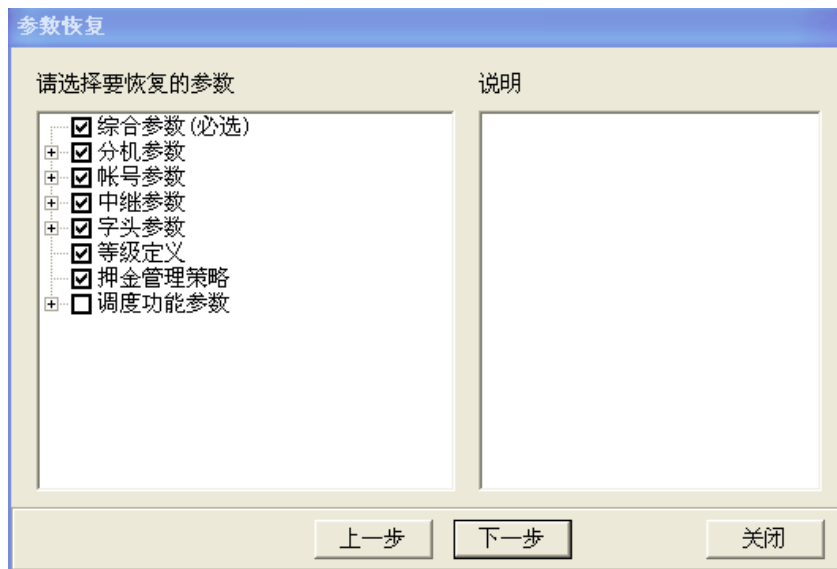 参数恢复
请选择要恢复的参数
说明
综合参数(必选)
分机参数
帐号参数
中继参数
字头参数
等级定义
押金管理策略
调度功能参数
上一步
下一步
关闭